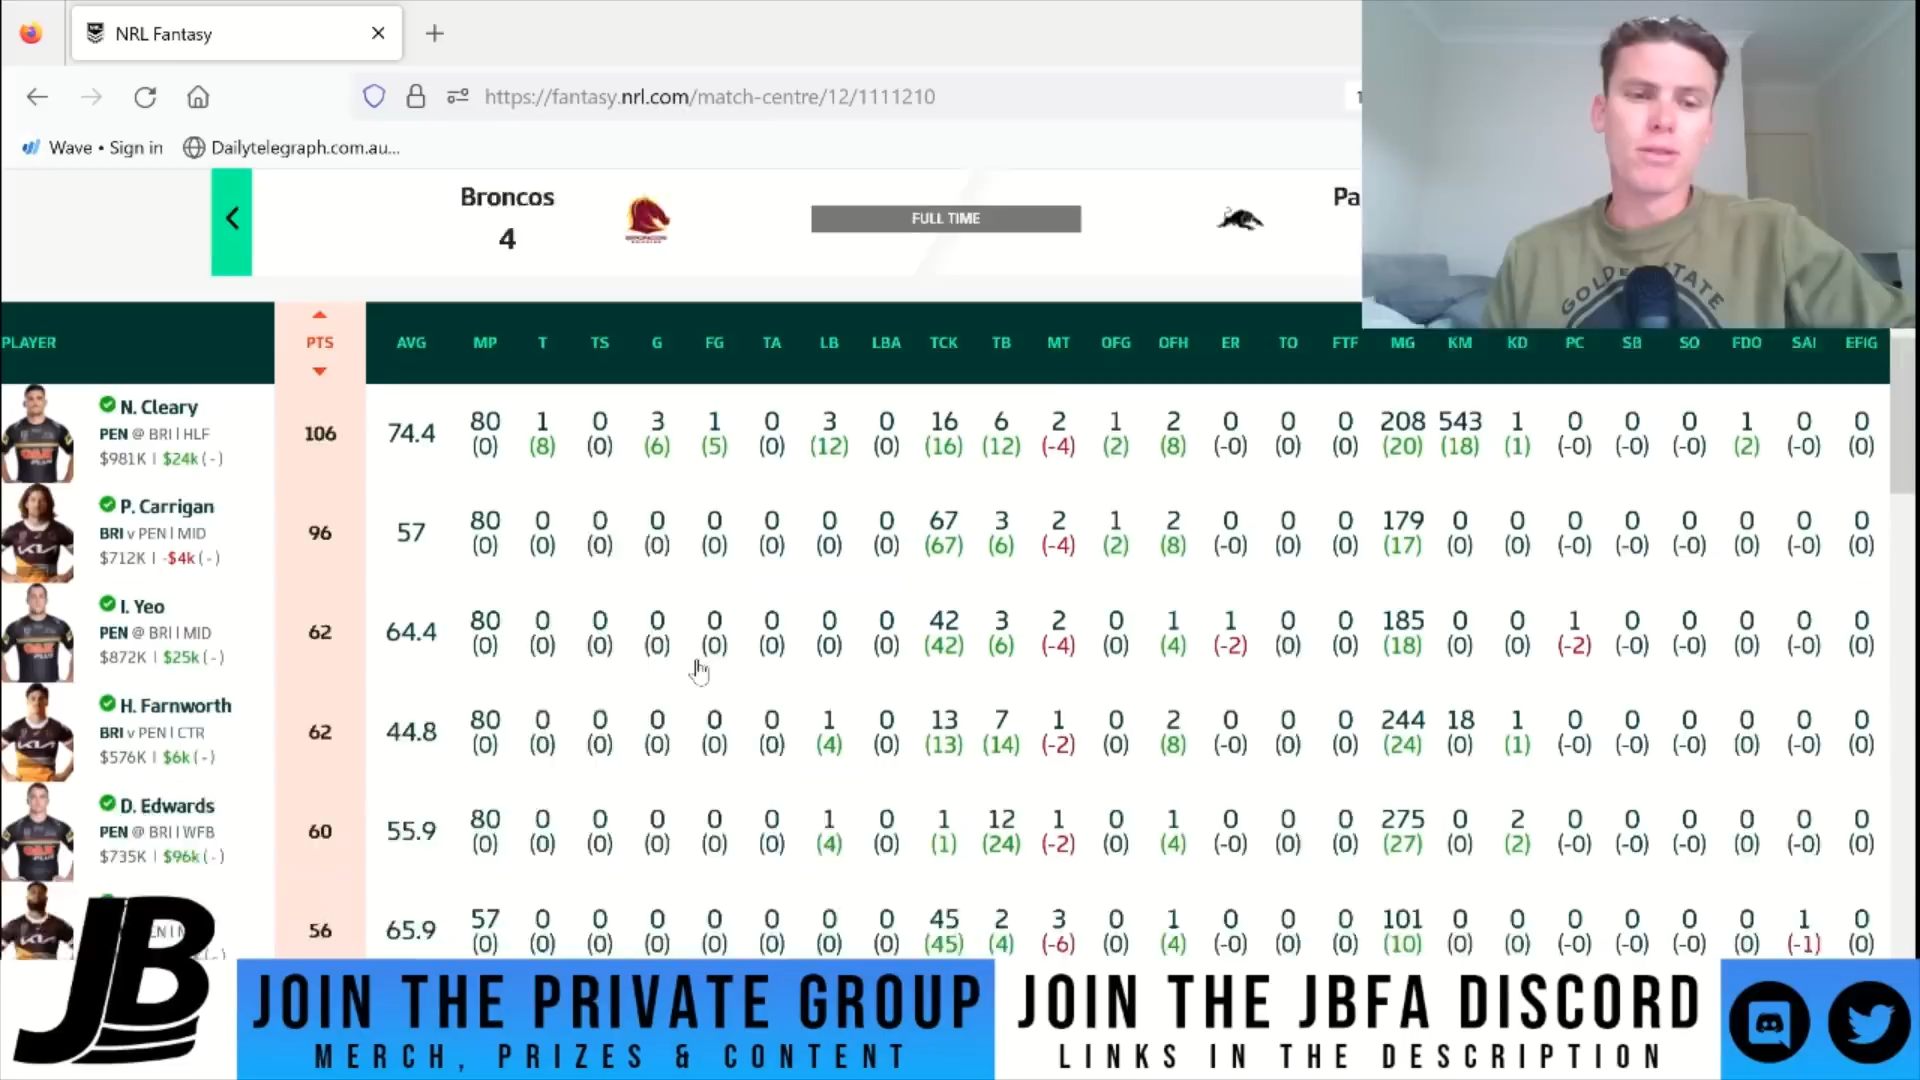 NRL Fantasy
https://fantasy.nrl.com/match-centre/12/1111210
Wave • Sign in Dailytelegraph.com.au...
Broncos
4
BRONCOS
FULL TIME
Pa
GOLDEN STATE
PLAYER PTS AVG MP T TS G FG TA LB LBA TCK TB MT OFG OFH ER TO FTF MG KM KD PC SB SO FDO SAI EFIG
N. Cleary
PEN @ BRI | HLF
$981K | $24k (-)
106 74.4 80 1 0 3 1 0 3 0 16 6 2 1 2 0 0 0 208 543 1 0 0 0 1 0 0
(0) (8) (0) (6) (5) (0) (12) (0) (16) (12) (-4) (2) (8) (-0) (0) (0) (20) (18) (1) (-0) (-0) (-0) (2) (-0) (0)
P. Carrigan
BRI v PEN | MID
$712K | -$4k (-)
96 57 80 0 0 0 0 0 0 0 67 3 2 1 2 0 0 0 179 0 0 0 0 0 0 0 0
(0) (0) (0) (0) (0) (0) (0) (0) (67) (6) (-4) (2) (8) (-0) (0) (0) (17) (0) (0) (-0) (-0) (-0) (0) (-0) (0)
I. Yeo
PEN @ BRI | MID
$872K | $25k (-)
62 64.4 80 0 0 0 0 0 0 0 42 3 2 0 1 1 0 0 185 0 0 1 0 0 0 0 0
(0) (0) (0) (0) (0) (0) (0) (0) (42) (6) (-4) (0) (4) (-2) (0) (0) (18) (0) (0) (-2) (-0) (-0) (0) (-0) (0)
H. Farnworth
BRI v PEN | CTR
$576K | $6k (-)
62 44.8 80 0 0 0 0 0 1 0 13 7 1 0 2 0 0 0 244 18 1 0 0 0 0 0 0
(0) (0) (0) (0) (0) (0) (4) (0) (13) (14) (-2) (0) (8) (-0) (0) (0) (24) (0) (1) (-0) (-0) (-0) (0) (-0) (0)
D. Edwards
PEN @ BRI | WFB
$735K | $96k (-)
60 55.9 80 0 0 0 0 0 1 0 1 12 1 0 1 0 0 0 275 0 2 0 0 0 0 0 0
(0) (0) (0) (0) (0) (0) (4) (0) (1) (24) (-2) (0) (4) (-0) (0) (0) (27) (0) (2) (-0) (-0) (-0) (0) (-0) (0)
56 65.9 57 0 0 0 0 0 0 0 45 2 3 0 1 0 0 0 101 0 0 0 0 0 0 1 0
(0) (0) (0) (0) (0) (0) (0) (0) (45) (4) (-6) (0) (4) (-0) (0) (0) (10) (0) (0) (-0) (-0) (-0) (0) (-1) (0)
JB
JOIN THE PRIVATE GROUP
MERCH, PRIZES & CONTENT
JOIN THE JBFA DISCORD
LINKS IN THE DESCRIPTION